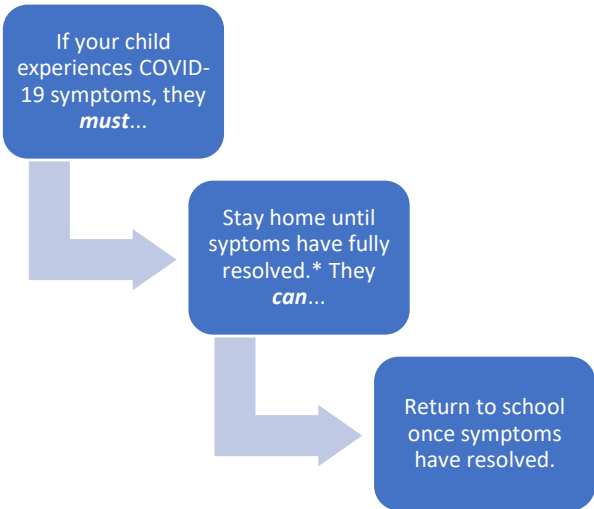 If your child
experiences COVID-
19 symptoms, they
must...
Stay home until
syptoms have fully
resolved.* They
can...
Return to school
once symptoms
have resolved.